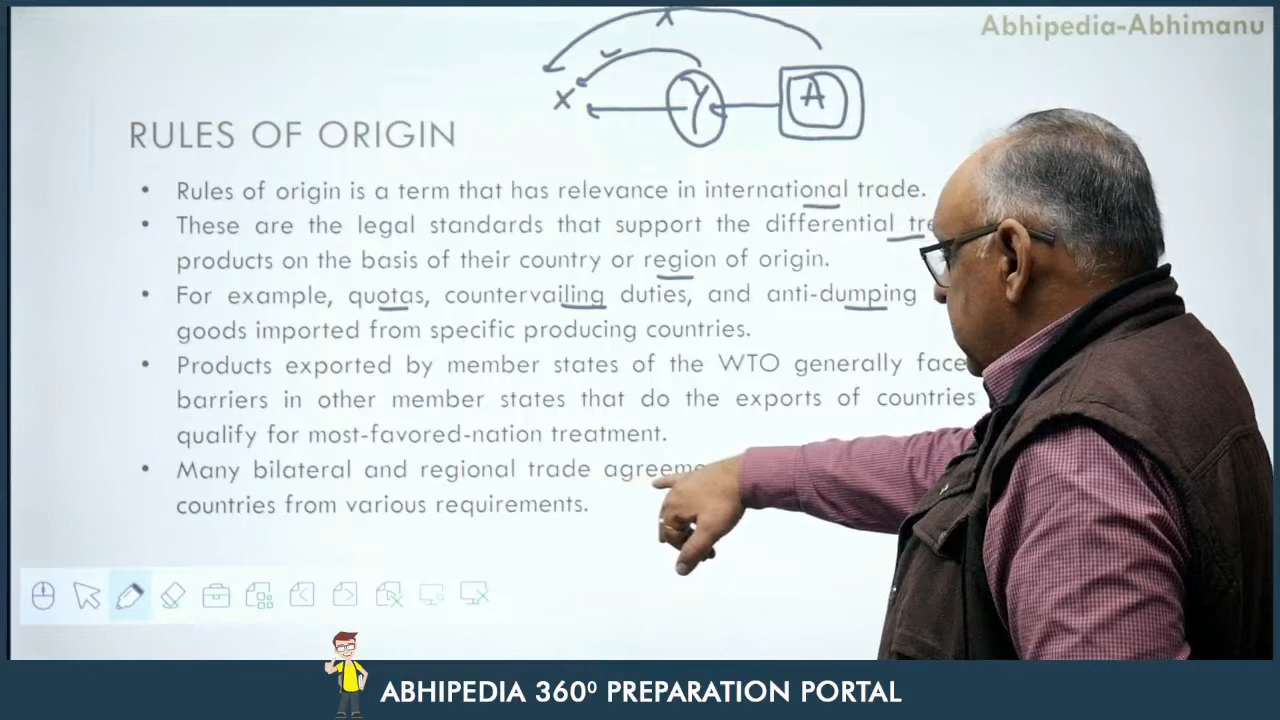 Abhipedia-Abhimanu
X
X
Y
A
RULES OF ORIGIN
• Rules of origin is a term that has relevance in international trade.
• These are the legal standards that support the differential
products on the basis of their country or region of origin.
• For example, quotas, countervailing duties, and anti-dumping
goods imported from specific producing countries.
• Products exported by member states of the WTO generally face
barriers in other member states that do the exports of countries
qualify for most-favored-nation treatment.
• Many bilateral and regional trade
countries from various requirements.
ABHIPEDIA 360⁰ PREPARATION PORTAL